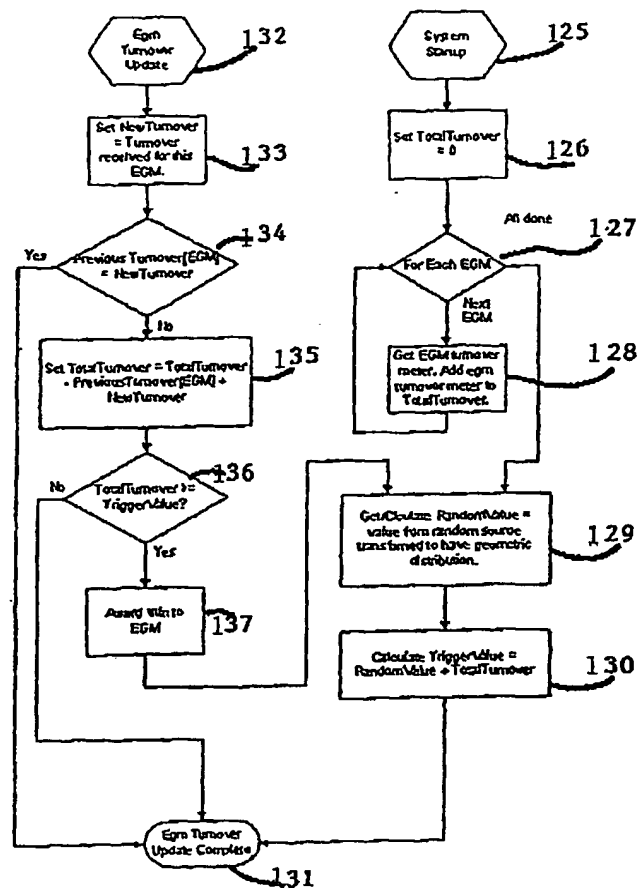 Egm
Turnover
Update
132
Set NewTurnover
= Turnover
received for this
EGM.
133
Yes
Previous Turnover[EGM]
= NewTurnover
134
No
Set TotalTurnover = TotalTurnover
- PreviousTurnover[EGM] +
NewTurnover
135
No
TotalTurnover >=
TriggerValue?
136
Yes
Award Win to
EGM
137
System
Startup
125
Set TotalTurnover
= 0
126
All done
For Each EGM
127
Next
EGM
Get EGM turnover
meter. Add egm
turnover meter to
TotalTurnover.
128
RandomValue =
value from random source
transformed to have geometric
distribution.
129
Calculate TriggerValue =
RandomValue + TotalTurnover
130
Egm Turnover
Update Complete
131